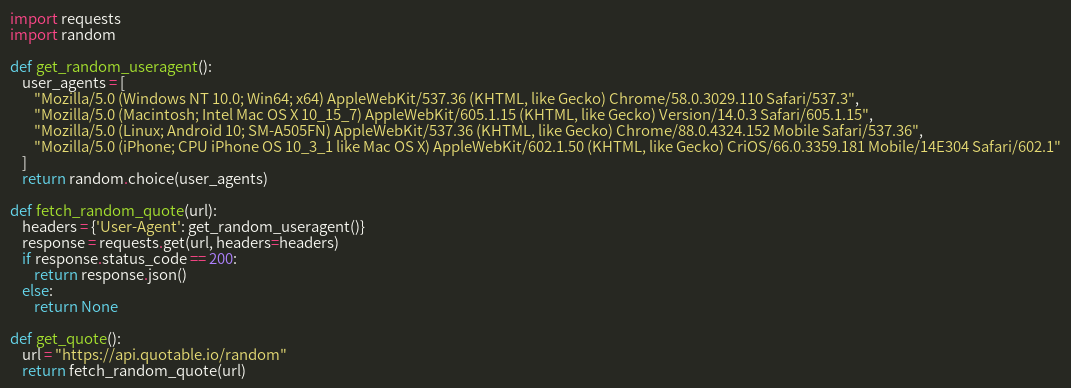 import requests
import random

def get_random_useragent():
    user_agents = [
        "Mozilla/5.0 (Windows NT 10.0; Win64; x64) AppleWebKit/537.36 (KHTML, like Gecko) Chrome/58.0.3029.110 Safari/537.3",
        "Mozilla/5.0 (Macintosh; Intel Mac OS X 10_15_7) AppleWebKit/605.1.15 (KHTML, like Gecko) Version/14.0.3 Safari/605.1.15",
        "Mozilla/5.0 (Linux; Android 10; SM-A505FN) AppleWebKit/537.36 (KHTML, like Gecko) Chrome/88.0.4324.152 Mobile Safari/537.36",
        "Mozilla/5.0 (iPhone; CPU iPhone OS 10_3_1 like Mac OS X) AppleWebKit/602.1.50 (KHTML, like Gecko) CriOS/66.0.3359.181 Mobile/14E304 Safari/602.1"
    ]
    return random.choice(user_agents)

def fetch_random_quote(url):
    headers = {'User-Agent': get_random_useragent()}
    response = requests.get(url, headers=headers)
    if response.status_code == 200:
        return response.json()
    else:
        return None

def get_quote():
    url = "https://api.quotable.io/random"
    return fetch_random_quote(url)